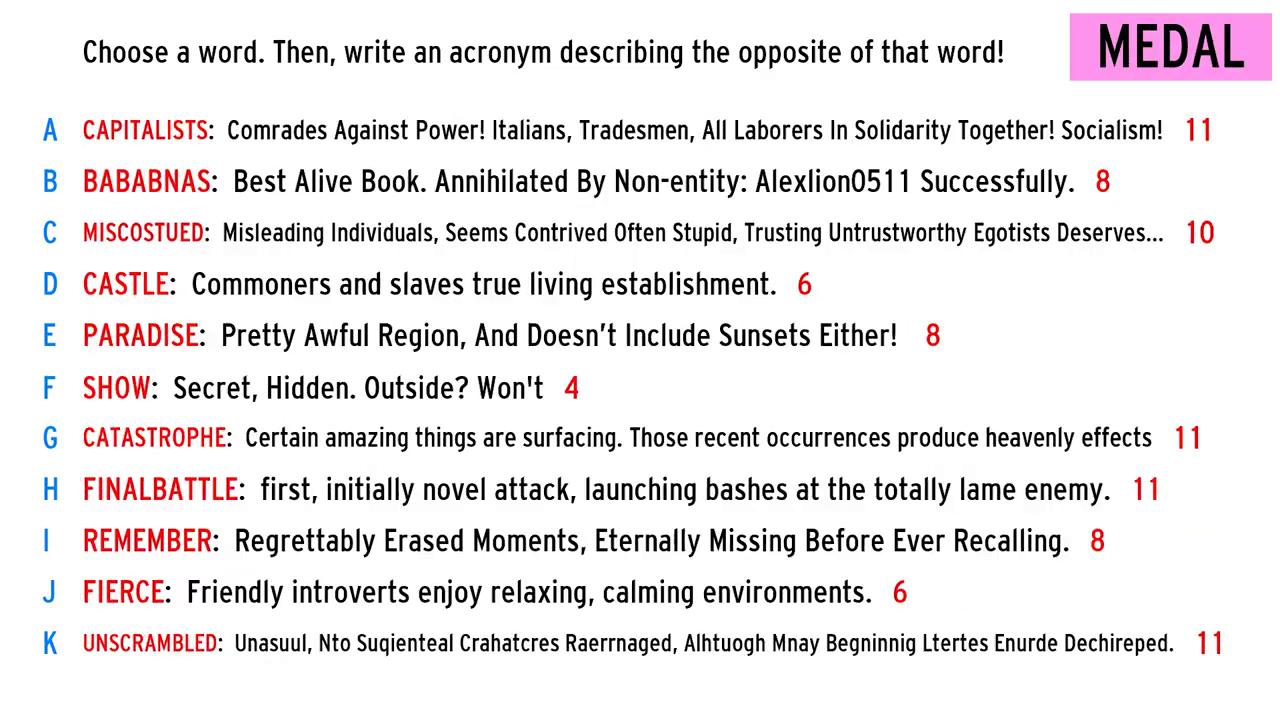 Choose a word. Then, write an acronym describing the opposite of that word!
MEDAL
A CAPITALISTS: Comrades Against Power! Italians, Tradesmen, All Laborers In Solidarity Together! Socialism! 11
B BABABNAS: Best Alive Book. Annihilated By Non-entity: Alexlion0511 Successfully. 8
C MISCOSTUED: Misleading Individuals, Seems Contrived Often Stupid, Trusting Untrustworthy Egotists Deserves... 10
D CASTLE: Commoners and slaves true living establishment. 6
E PARADISE: Pretty Awful Region, And Doesn't Include Sunsets Either! 8
F SHOW: Secret, Hidden. Outside? Won't 4
G CATASTROPHE: Certain amazing things are surfacing. Those recent occurrences produce heavenly effects 11
H FINALBATTLE: first, initially novel attack, launching bashes at the totally lame enemy. 11
I REMEMBER: Regrettably Erased Moments, Eternally Missing Before Ever Recalling. 8
J FIERCE: Friendly introverts enjoy relaxing, calming environments. 6
K UNSCRAMBLED: Unasuul, Nto Suqienteal Crahatcres Raerrnaged, Alhtuogh Mnay Begninnig Ltertes Enurde Dechireped. 11